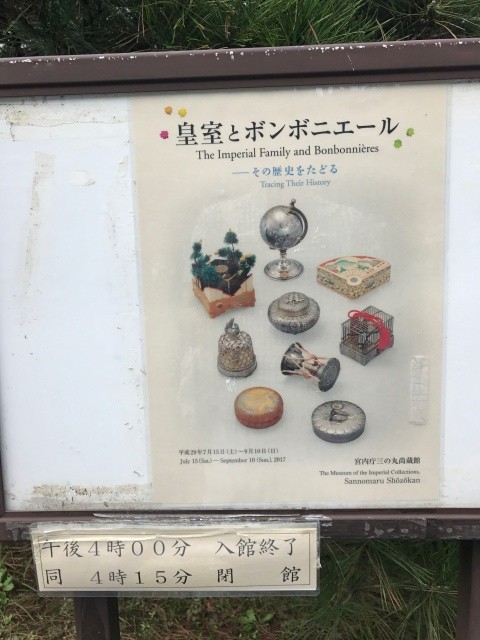 皇室とボンボニエール
The Imperial Family and Bonbonnières
──その歴史をたどる
Tracing Their History
平成29年7月15日(土)～9月10日(日)
July 15 (Sat.) — September 10 (Sun.), 2017
宮内庁三の丸尚蔵館
The Museum of the Imperial Collections,
Sannomaru Shōzōkan
午後4時00分 入館終了
同 4時15分 閉 館